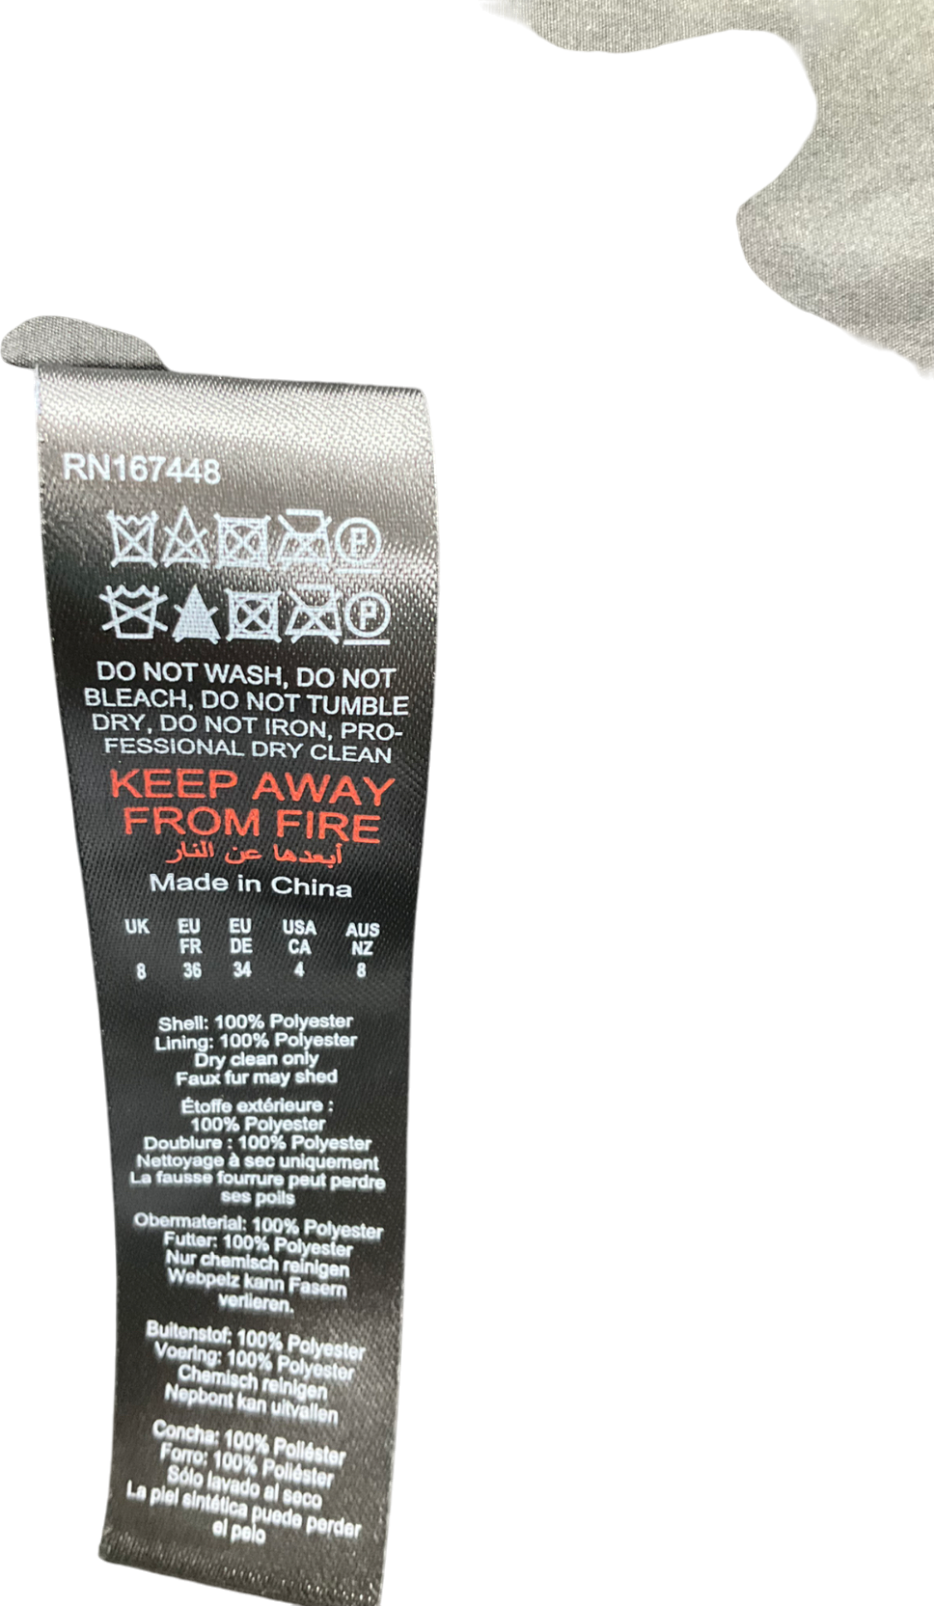 RN167448
P
P
DO NOT WASH, DO NOT
BLEACH, DO NOT TUMBLE
DRY, DO NOT IRON, PRO-
FESSIONAL DRY CLEAN
KEEP AWAY
FROM FIRE
أبعدها عن النار
Made in China
UK EU EU USA AUS
FR DE CA NZ
8 36 34 4 8
Shell: 100% Polyester
Lining: 100% Polyester
Dry clean only
Faux fur may shed
Étoffe extérieure :
100% Polyester
Doublure : 100% Polyester
Nettoyage à sec uniquement
La fausse fourrure peut perdre
ses poils
Obermaterial: 100% Polyester
Futter: 100% Polyester
Nur chemisch reinigen
Webpelz kann Fasern
verlieren.
Buitenstof: 100% Polyester
Voering: 100% Polyester
Chemisch reinigen
Nepbont kan uitvallen
Concha: 100% Poliéster
Forro: 100% Poliéster
Sólo lavado al seco
La piel sintética puede perder
el pelo